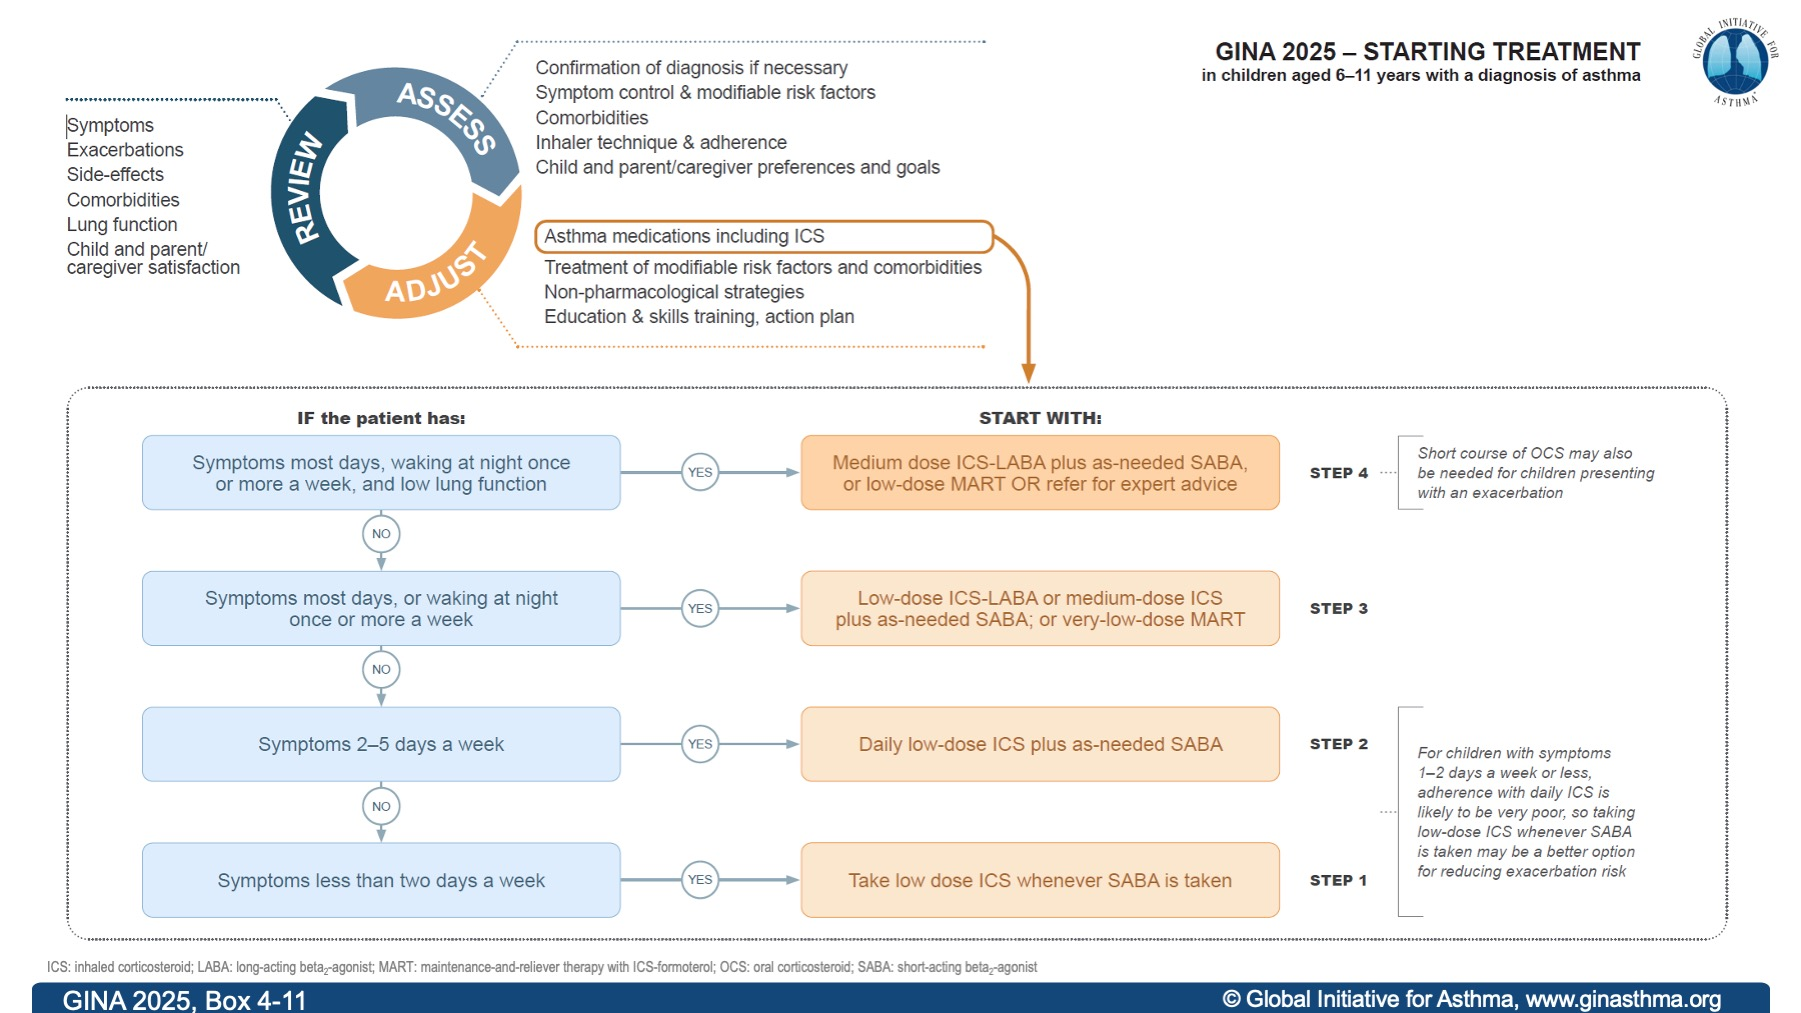 GINA 2025 – STARTING TREATMENT
in children aged 6–11 years with a diagnosis of asthma
GLOBAL INITIATIVE FOR ASTHMA
REVIEW
Symptoms
Exacerbations
Side-effects
Comorbidities
Lung function
Child and parent/
caregiver satisfaction
ASSESS
Confirmation of diagnosis if necessary
Symptom control & modifiable risk factors
Comorbidities
Inhaler technique & adherence
Child and parent/caregiver preferences and goals
ADJUST
Asthma medications including ICS
Treatment of modifiable risk factors and comorbidities
Non-pharmacological strategies
Education & skills training, action plan
IF the patient has:
START WITH:
Symptoms most days, waking at night once
or more a week, and low lung function
YES
Medium dose ICS-LABA plus as-needed SABA,
or low-dose MART OR refer for expert advice
STEP 4
Short course of OCS may also
be needed for children presenting
with an exacerbation
NO
Symptoms most days, or waking at night
once or more a week
YES
Low-dose ICS-LABA or medium-dose ICS
plus as-needed SABA; or very-low-dose MART
STEP 3
NO
Symptoms 2–5 days a week
YES
Daily low-dose ICS plus as-needed SABA
STEP 2
NO
Symptoms less than two days a week
YES
Take low dose ICS whenever SABA is taken
STEP 1
For children with symptoms
1–2 days a week or less,
adherence with daily ICS is
likely to be very poor, so taking
low-dose ICS whenever SABA
is taken may be a better option
for reducing exacerbation risk
ICS: inhaled corticosteroid; LABA: long-acting beta₂-agonist; MART: maintenance-and-reliever therapy with ICS-formoterol; OCS: oral corticosteroid; SABA: short-acting beta₂-agonist
GINA 2025, Box 4-11
© Global Initiative for Asthma, www.ginasthma.org